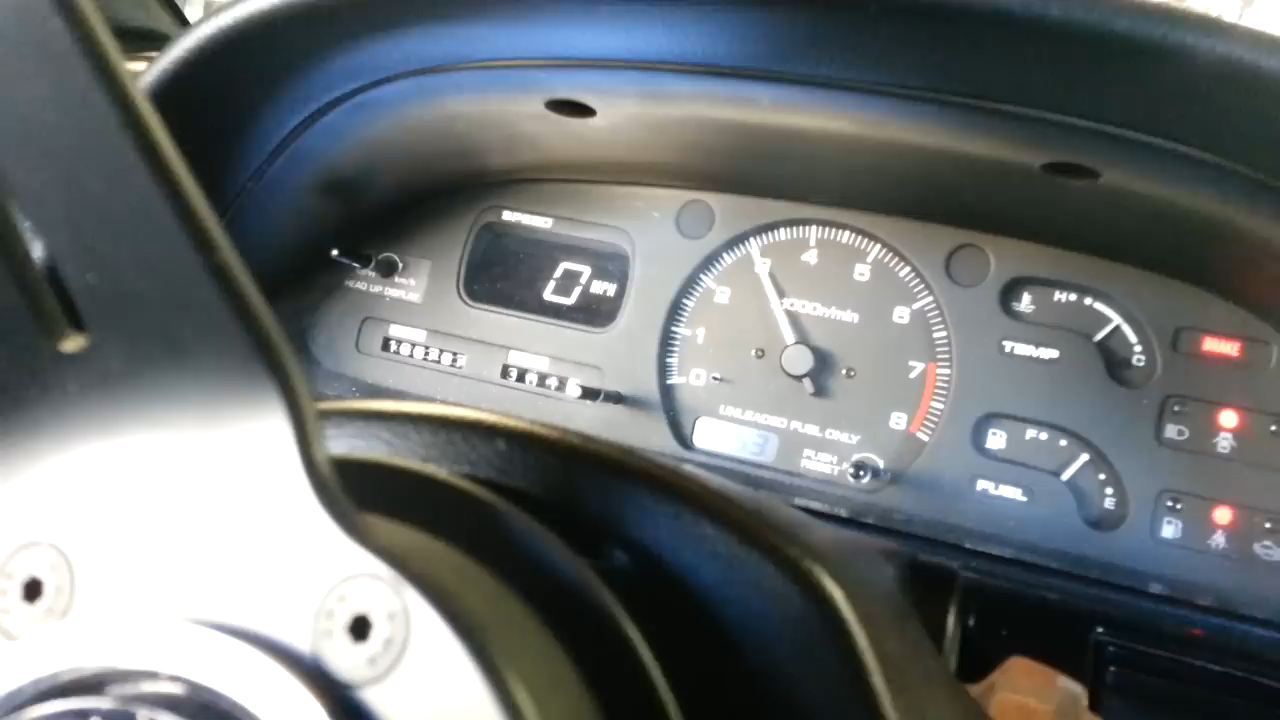 SPEED
0 MPH
km/h
HEAD UP DISPLAY
0
1
2
3
4
5
6
7
8
x1000r/min
UNLEADED FUEL ONLY
PUSH
RESET
H
C
TEMP
F
E
FUEL
BRAKE